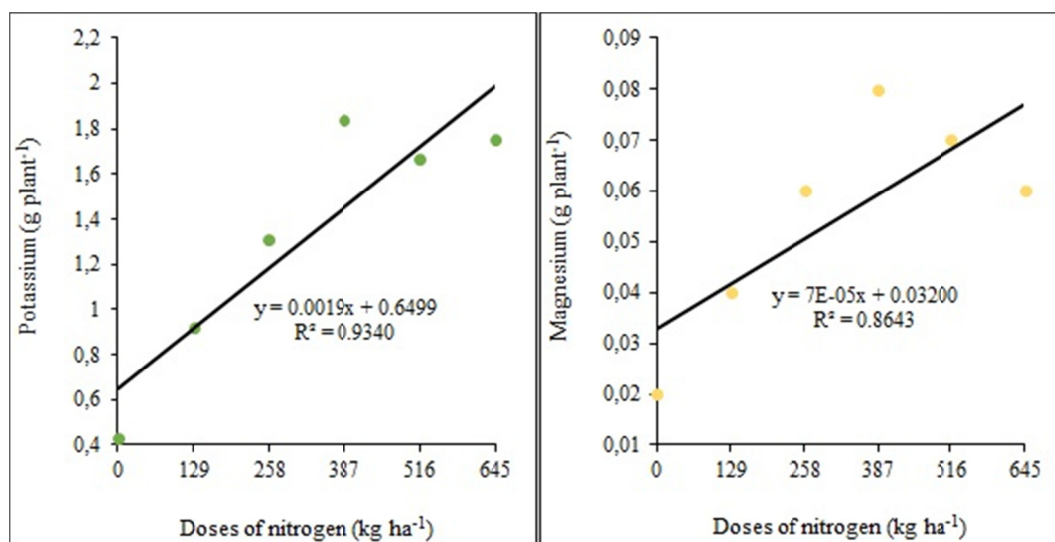 Potassium (g plant⁻¹)
2,2
2
1,8
1,6
1,4
1,2
1
0,8
0,6
0,4
y = 0.0019x + 0.6499
R² = 0.9340
0 129 258 387 516 645
Doses of nitrogen (kg ha⁻¹)
Magnesium (g plant⁻¹)
0,09
0,08
0,07
0,06
0,05
0,04
0,03
0,02
0,01
y = 7E-05x + 0.03200
R² = 0.8643
0 129 258 387 516 645
Doses of nitrogen (kg ha⁻¹)